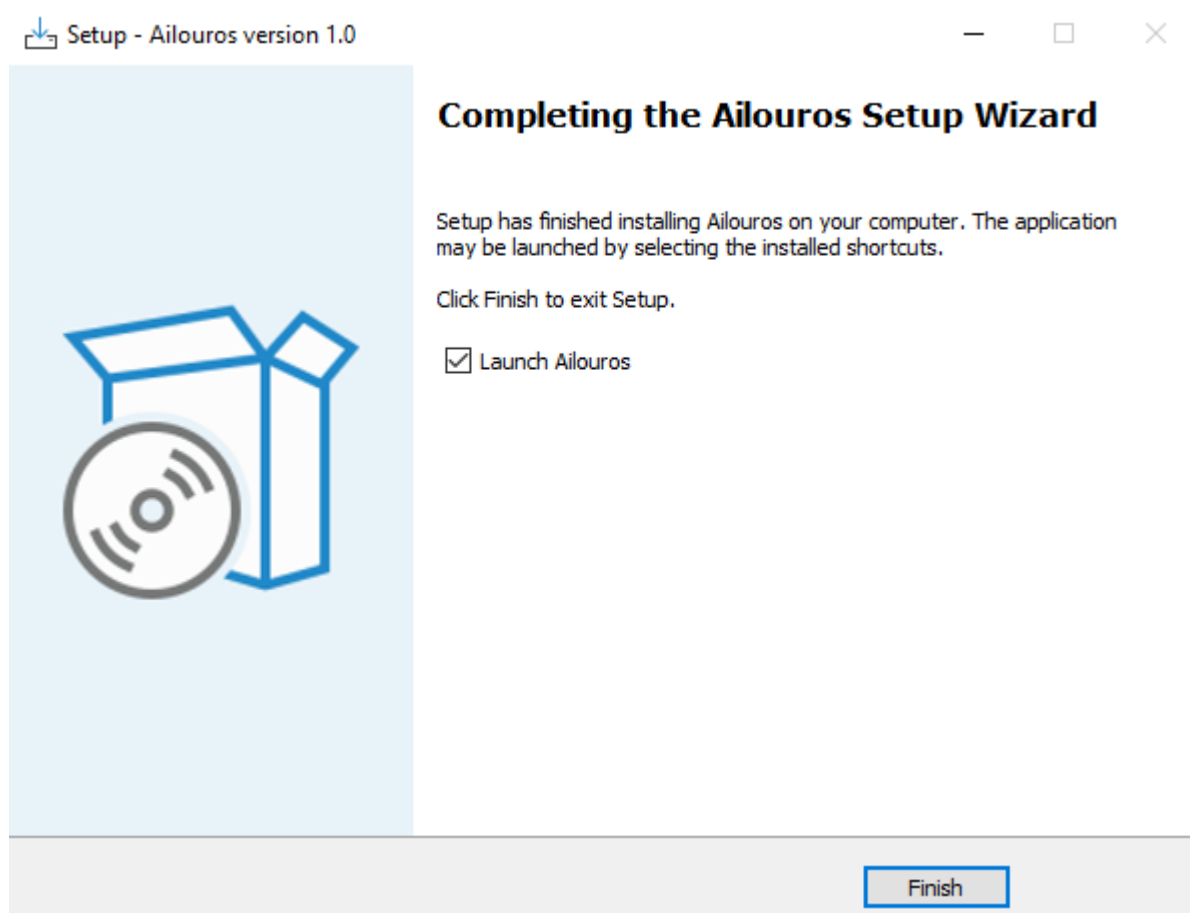 Setup - Ailouros version 1.0
Completing the Ailouros Setup Wizard
Setup has finished installing Ailouros on your computer. The application
may be launched by selecting the installed shortcuts.
Click Finish to exit Setup.
Launch Ailouros
Finish